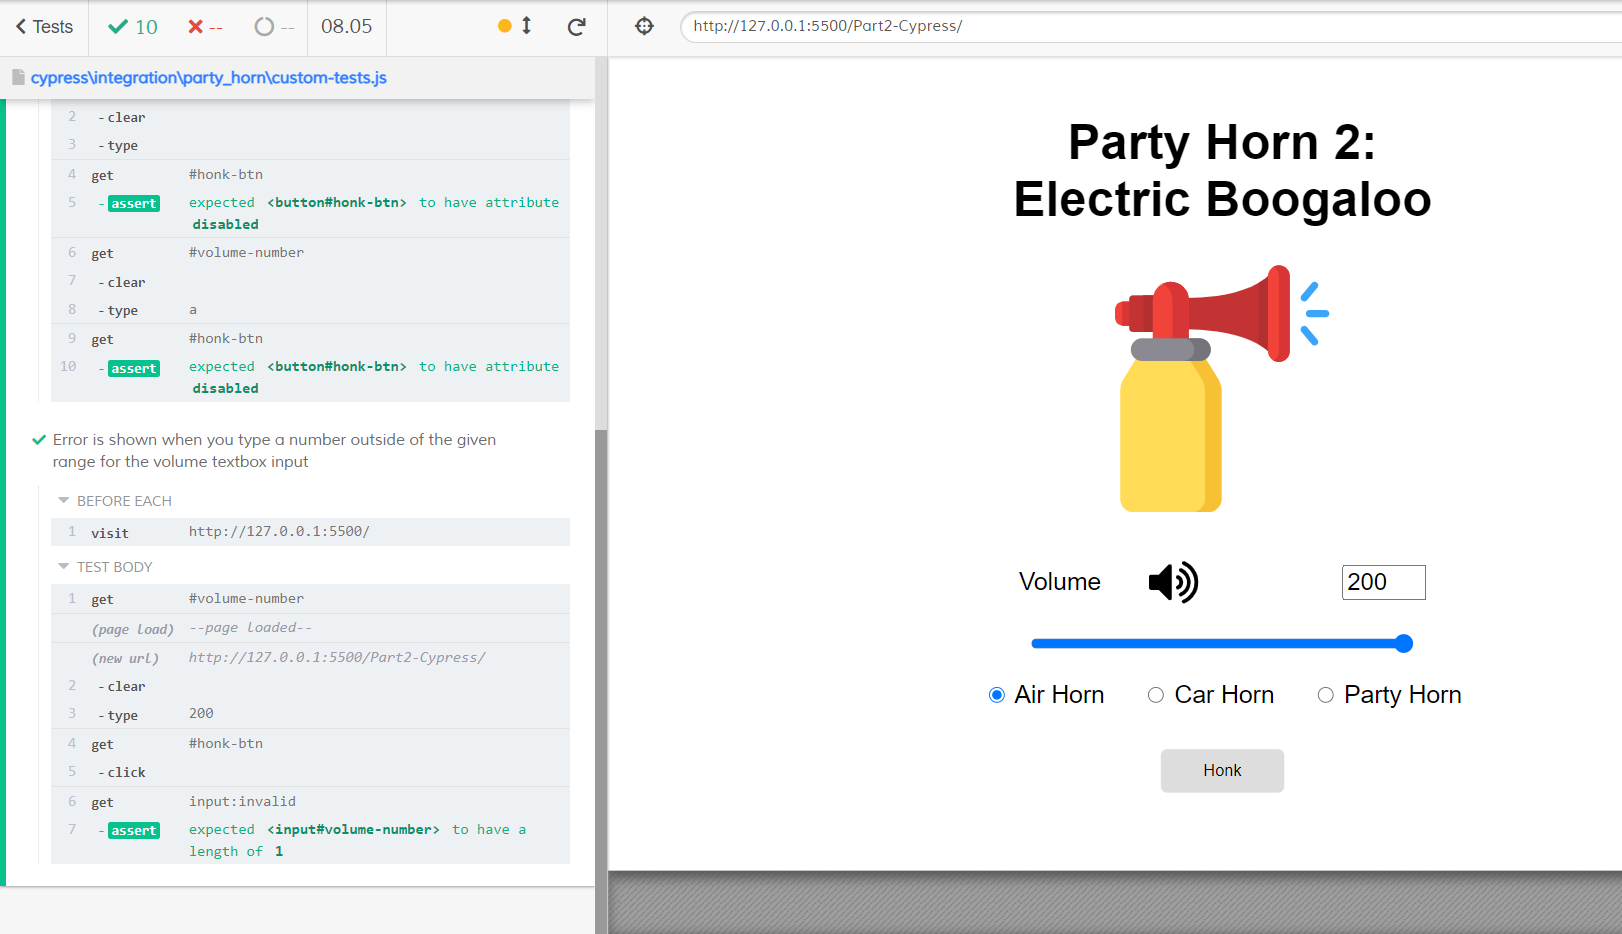 Tests
10
--
--
08.05
http://127.0.0.1:5500/Part2-Cypress/
cypress\integration\party_horn\custom-tests.js
2 -clear
3 -type
4 get #honk-btn
5 -assert expected <button#honk-btn> to have attribute
disabled
6 get #volume-number
7 -clear
8 -type a
9 get #honk-btn
10 -assert expected <button#honk-btn> to have attribute
disabled
Error is shown when you type a number outside of the given
range for the volume textbox input
BEFORE EACH
1 visit http://127.0.0.1:5500/
TEST BODY
1 get #volume-number
(page load) --page loaded--
(new url) http://127.0.0.1:5500/Part2-Cypress/
2 -clear
3 -type 200
4 get #honk-btn
5 -click
6 get input:invalid
7 -assert expected <input#volume-number> to have a
length of 1
Party Horn 2:
Electric Boogaloo
Volume 200
Air Horn Car Horn Party Horn
Honk